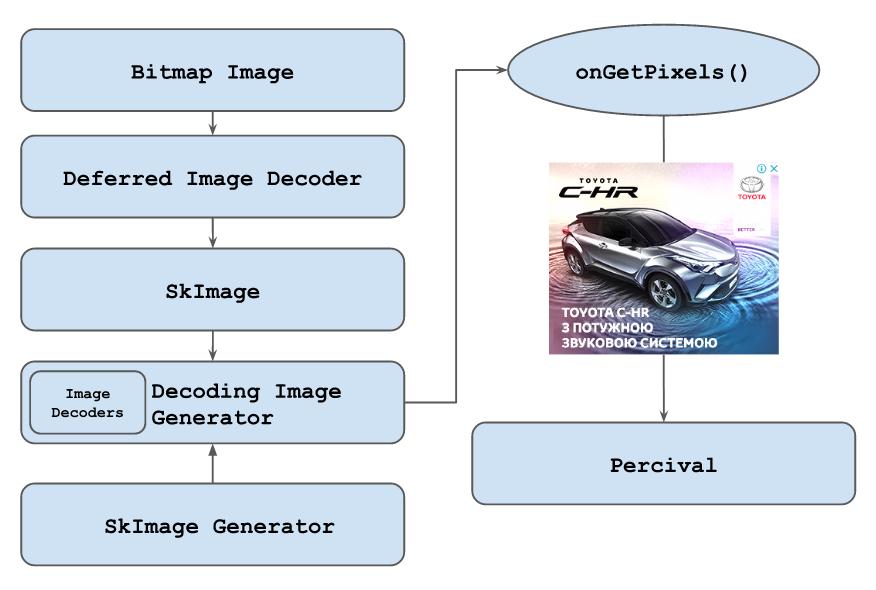 Bitmap Image
Deferred Image Decoder
SkImage
Image
Decoders
Decoding Image
Generator
SkImage Generator
onGetPixels()
TOYOTA
C-HR
TOYOTA
BETTER
TOYOTA C-HR
З ПОТУЖНОЮ
ЗВУКОВОЮ СИСТЕМОЮ
Percival